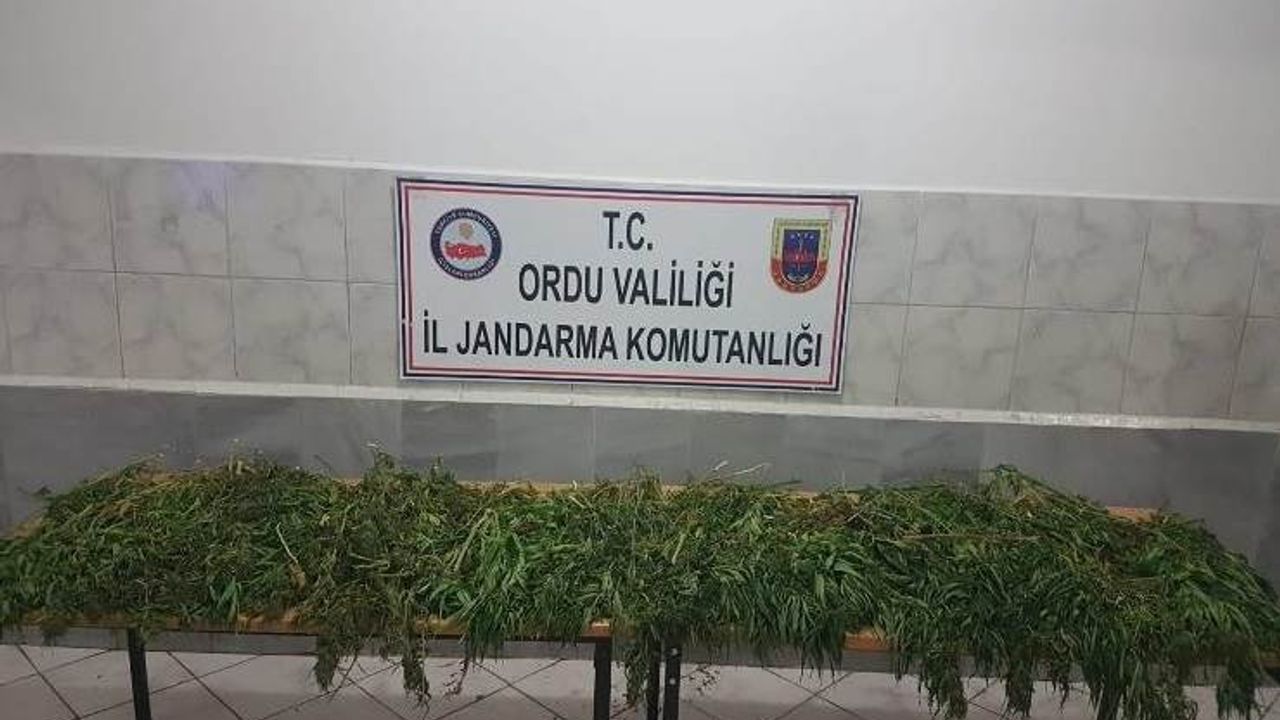 T.C.
ORDU VALİLİĞİ
İL JANDARMA KOMUTANLIĞI